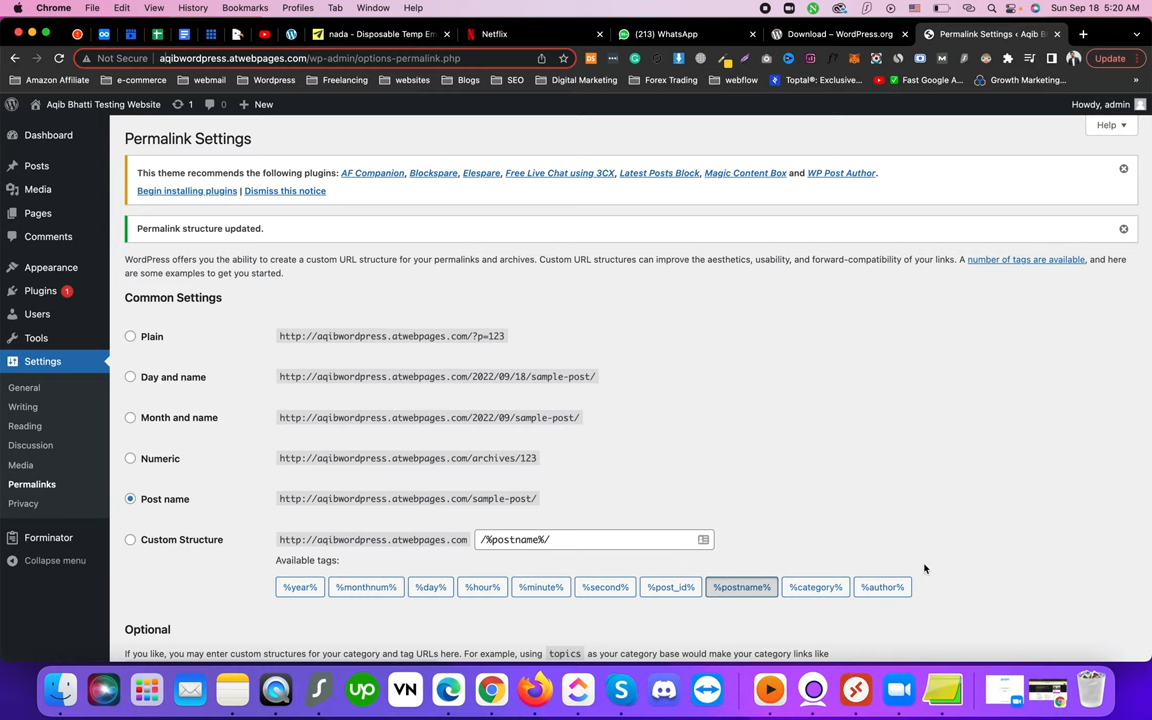 Chrome File Edit View History Bookmarks Profiles Tab Window Help Sun Sep 18 5:20 AM
nada - Disposable Temp Em Netflix (213) WhatsApp Download – WordPress.org Permalink Settings ‹ Aqib B
Not Secure aqibwordpress.atwebpages.com/wp-admin/options-permalink.php Update
Amazon Affiliate e-commerce webmail Wordpress Freelancing websites Blogs SEO Digital Marketing Forex Trading webflow Toptal®: Exclusive... Fast Google A... Growth Marketing...
Aqib Bhatti Testing Website 1 0 New Howdy, admin
Help
Dashboard
Posts
Media
Pages
Comments
Appearance
Plugins 1
Users
Tools
Settings
General
Writing
Reading
Discussion
Media
Permalinks
Privacy
Forminator
Collapse menu
Permalink Settings
This theme recommends the following plugins: AF Companion, Blockspare, Elespare, Free Live Chat using 3CX, Latest Posts Block, Magic Content Box and WP Post Author.
Begin installing plugins | Dismiss this notice
Permalink structure updated.
WordPress offers you the ability to create a custom URL structure for your permalinks and archives. Custom URL structures can improve the aesthetics, usability, and forward-compatibility of your links. A number of tags are available, and here
are some examples to get you started.
Common Settings
Plain http://aqibwordpress.atwebpages.com/?p=123
Day and name http://aqibwordpress.atwebpages.com/2022/09/18/sample-post/
Month and name http://aqibwordpress.atwebpages.com/2022/09/sample-post/
Numeric http://aqibwordpress.atwebpages.com/archives/123
Post name http://aqibwordpress.atwebpages.com/sample-post/
Custom Structure http://aqibwordpress.atwebpages.com /%postname%/
Available tags:
%year% %monthnum% %day% %hour% %minute% %second% %post_id% %postname% %category% %author%
Optional
If you like, you may enter custom structures for your category and tag URLs here. For example, using topics as your category base would make your category links like
up VN